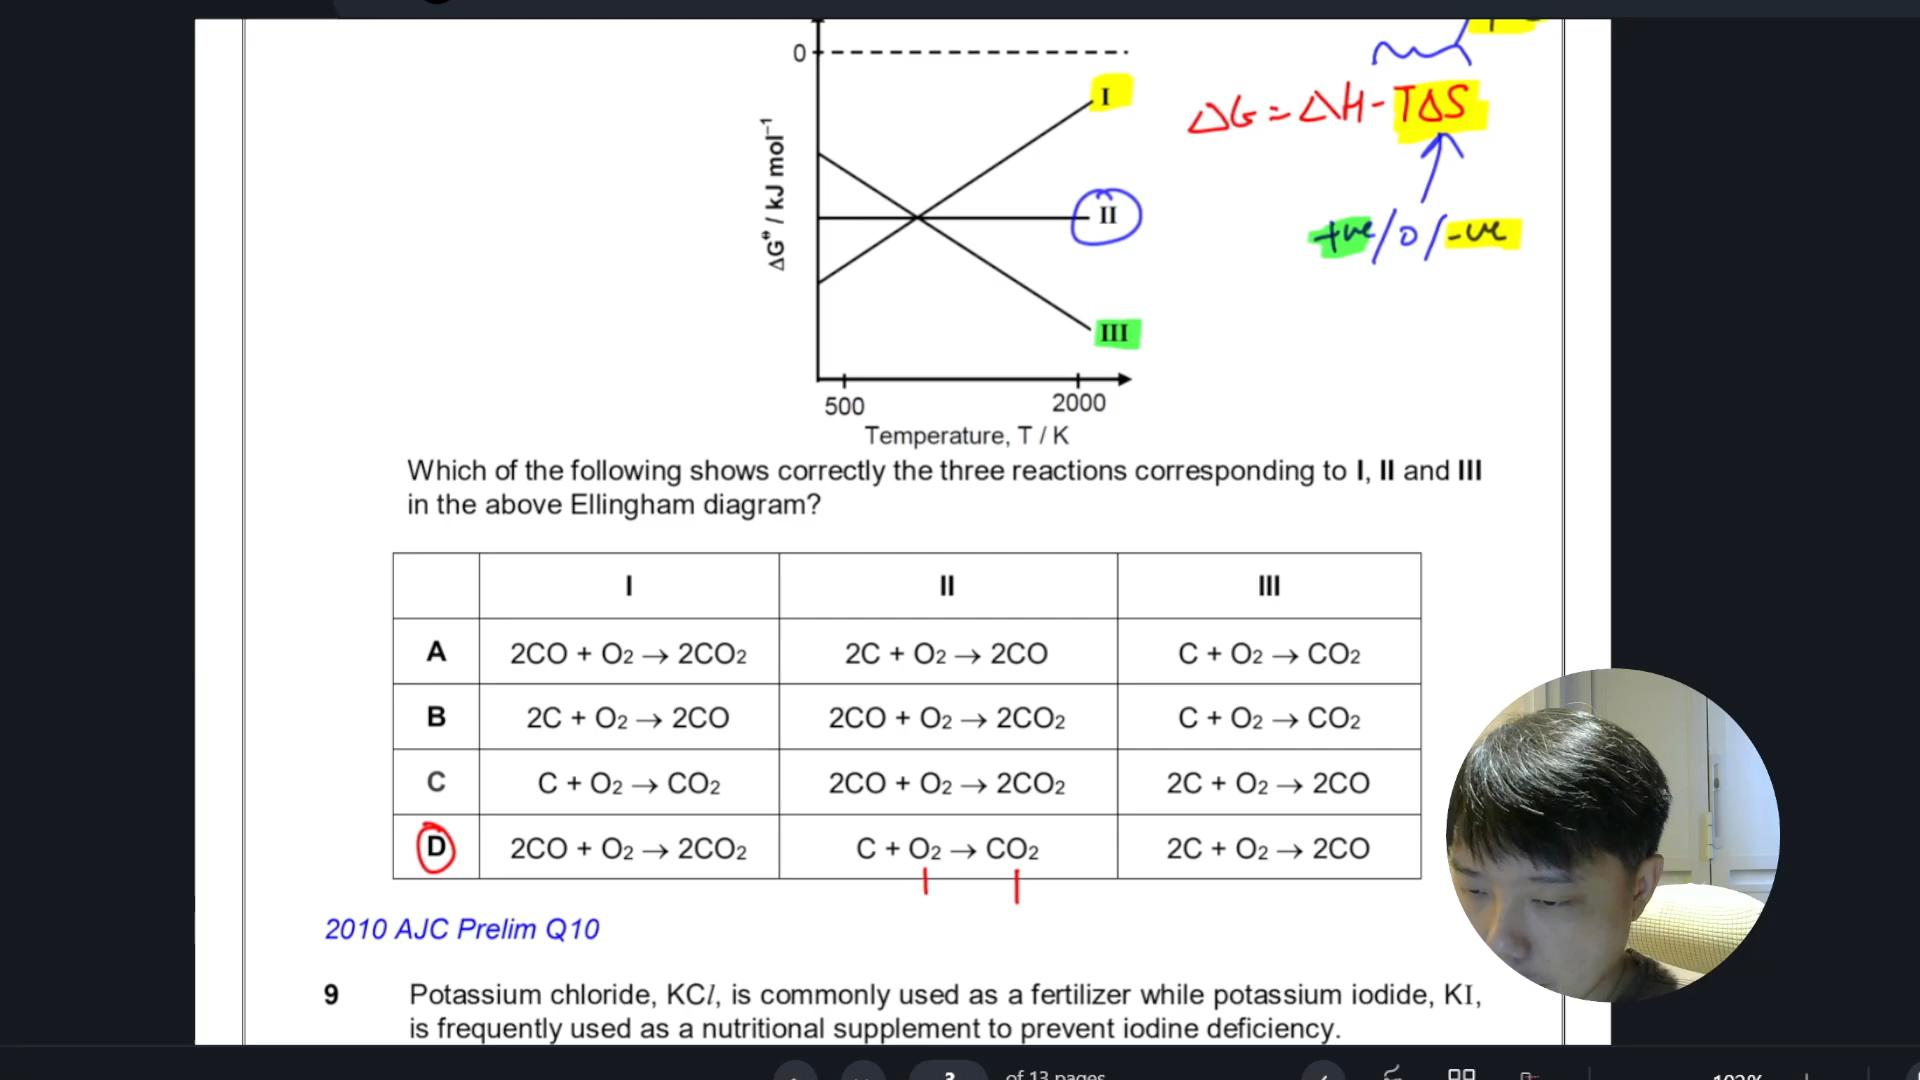 0
I
ΔG = ΔH - TΔS
ΔG° / kJ mol⁻¹
II
+ve/0/-ve
III
500 2000
Temperature, T / K
Which of the following shows correctly the three reactions corresponding to I, II and III
in the above Ellingham diagram?
I II III
A 2CO + O2 → 2CO2 2C + O2 → 2CO C + O2 → CO2
B 2C + O2 → 2CO 2CO + O2 → 2CO2 C + O2 → CO2
C C + O2 → CO2 2CO + O2 → 2CO2 2C + O2 → 2CO
D 2CO + O2 → 2CO2 C + O2 → CO2 2C + O2 → 2CO
2010 AJC Prelim Q10
9 Potassium chloride, KCl, is commonly used as a fertilizer while potassium iodide, KI,
is frequently used as a nutritional supplement to prevent iodine deficiency.
3 of 13 pages